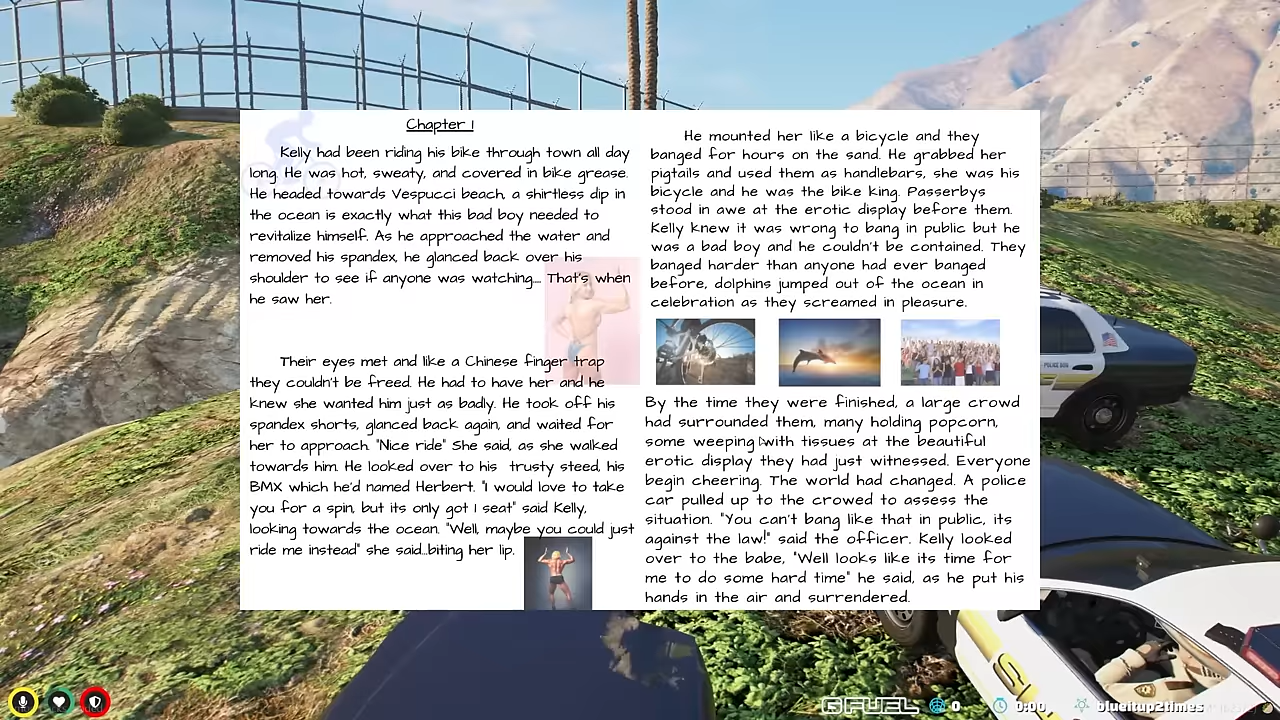 Chapter 1
Kelly had been riding his bike through town all day
long. He was hot, sweaty, and covered in bike grease.
He headed towards Vespucci beach, a shirtless dip in
the ocean is exactly what this bad boy needed to
revitalize himself. As he approached the water and
removed his spandex, he glanced back over his
shoulder to see if anyone was watching.... That's when
he saw her.
Their eyes met and like a Chinese finger trap
they couldn't be freed. He had to have her and he
knew she wanted him just as badly. He took off his
spandex shorts, glanced back again, and waited for
her to approach. "Nice ride" She said, as she walked
towards him. He looked over to his trusty steed, his
BMX which he'd named Herbert. "I would love to take
you for a spin, but its only got 1 seat" said Kelly,
looking towards the ocean. "Well, maybe you could just
ride me instead" she said..biting her lip.
He mounted her like a bicycle and they
banged for hours on the sand. He grabbed her
pigtails and used them as handlebars, she was his
bicycle and he was the bike king. Passerbys
stood in awe at the erotic display before them.
Kelly knew it was wrong to bang in public but he
was a bad boy and he couldn't be contained. They
banged harder than anyone had ever banged
before, dolphins jumped out of the ocean in
celebration as they screamed in pleasure.
By the time they were finished, a large crowd
had surrounded them, many holding popcorn,
some weeping with tissues at the beautiful
erotic display they had just witnessed. Everyone
begin cheering. The world had changed. A police
car pulled up to the crowed to assess the
situation. "You can't bang like that in public, its
against the law!" said the officer. Kelly looked
over to the babe, "Well looks like its time for
me to do some hard time" he said, as he put his
hands in the air and surrendered.
G FUEL 0 0:00 blueitup2times